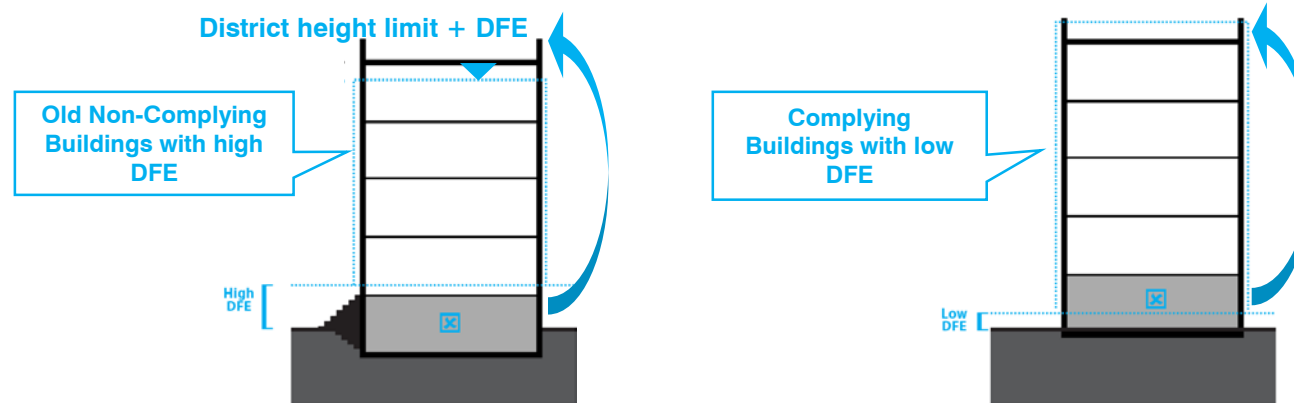 District height limit + DFE
Old Non-Complying
Buildings with high
DFE
High
DFE
Complying
Buildings with low
DFE
Low
DFE